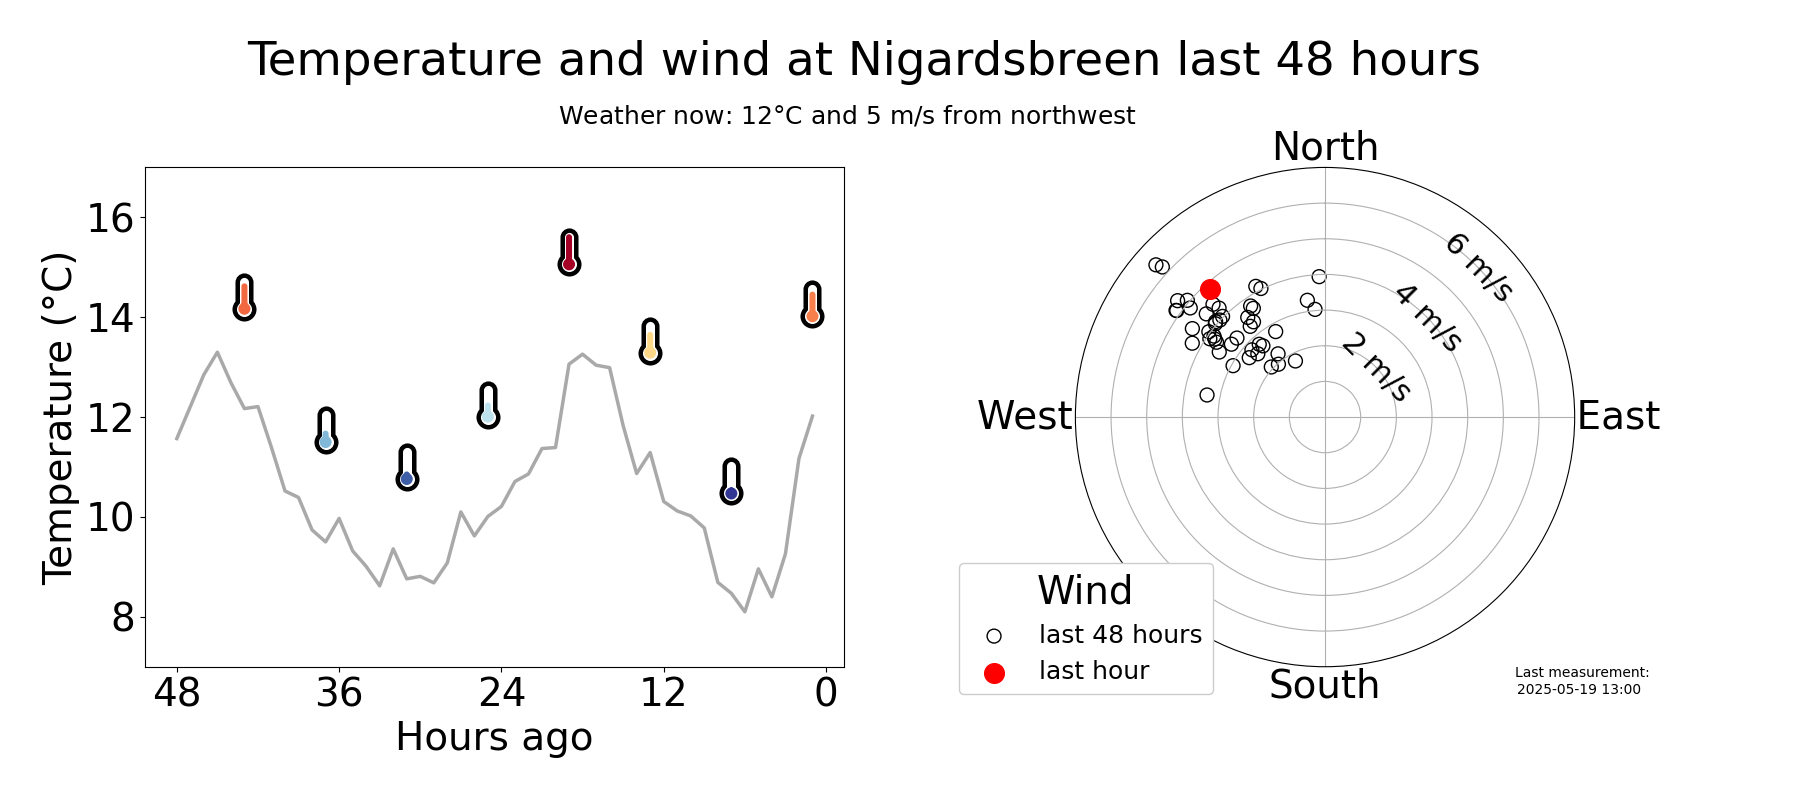 Temperature and wind at Nigardsbreen last 48 hours
Weather now: 12°C and 5 m/s from northwest
Temperature (°C)
16
14
12
10
8
48 36 24 12 0
Hours ago
North
6 m/s
4 m/s
2 m/s
West
East
South
Wind
last 48 hours
last hour
Last measurement:
2025-05-19 13:00